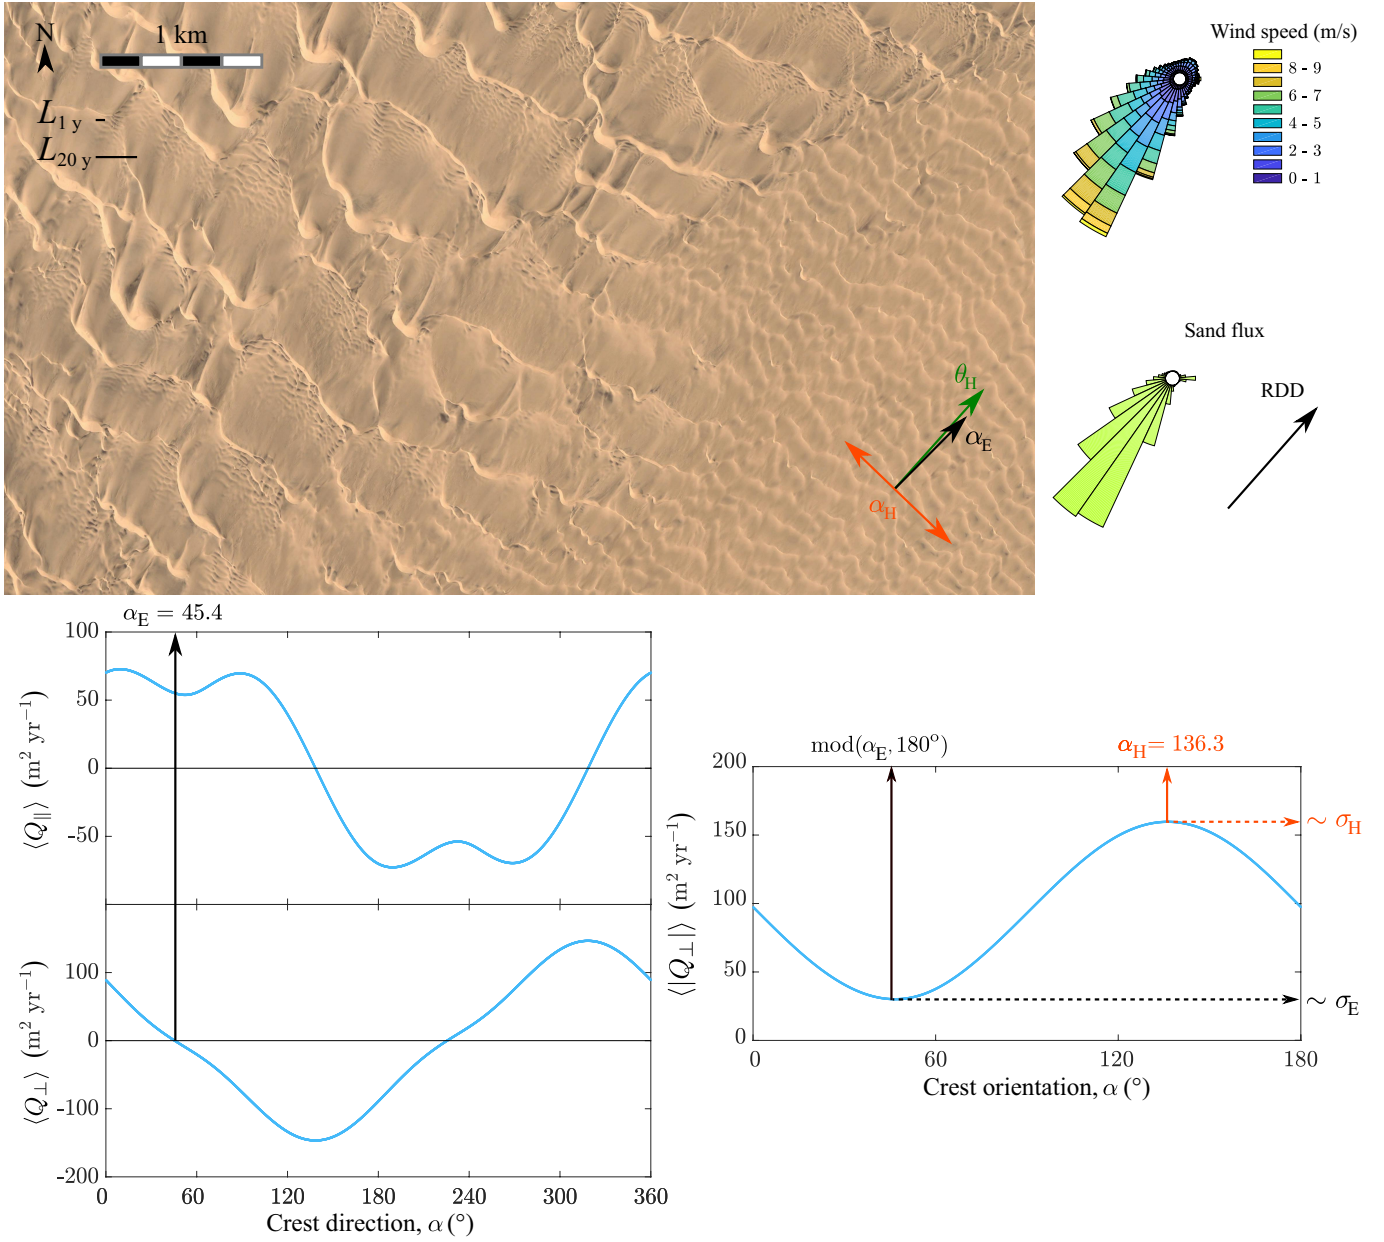 N
1 km
L1 y
L20 y
θH
αE
αH
Wind speed (m/s)
8 - 9
6 - 7
4 - 5
2 - 3
0 - 1
Sand flux
RDD
αE = 45.4
100
50
0
-50
⟨Q∥⟩ (m² yr⁻¹)
100
0
-100
-200
⟨Q⊥⟩ (m² yr⁻¹)
0 60 120 180 240 300 360
Crest direction, α (°)
mod(αE, 180°)
αH = 136.3
200
150
100
50
0
⟨|Q⊥|⟩ (m² yr⁻¹)
∼ σH
∼ σE
0 60 120 180
Crest orientation, α (°)